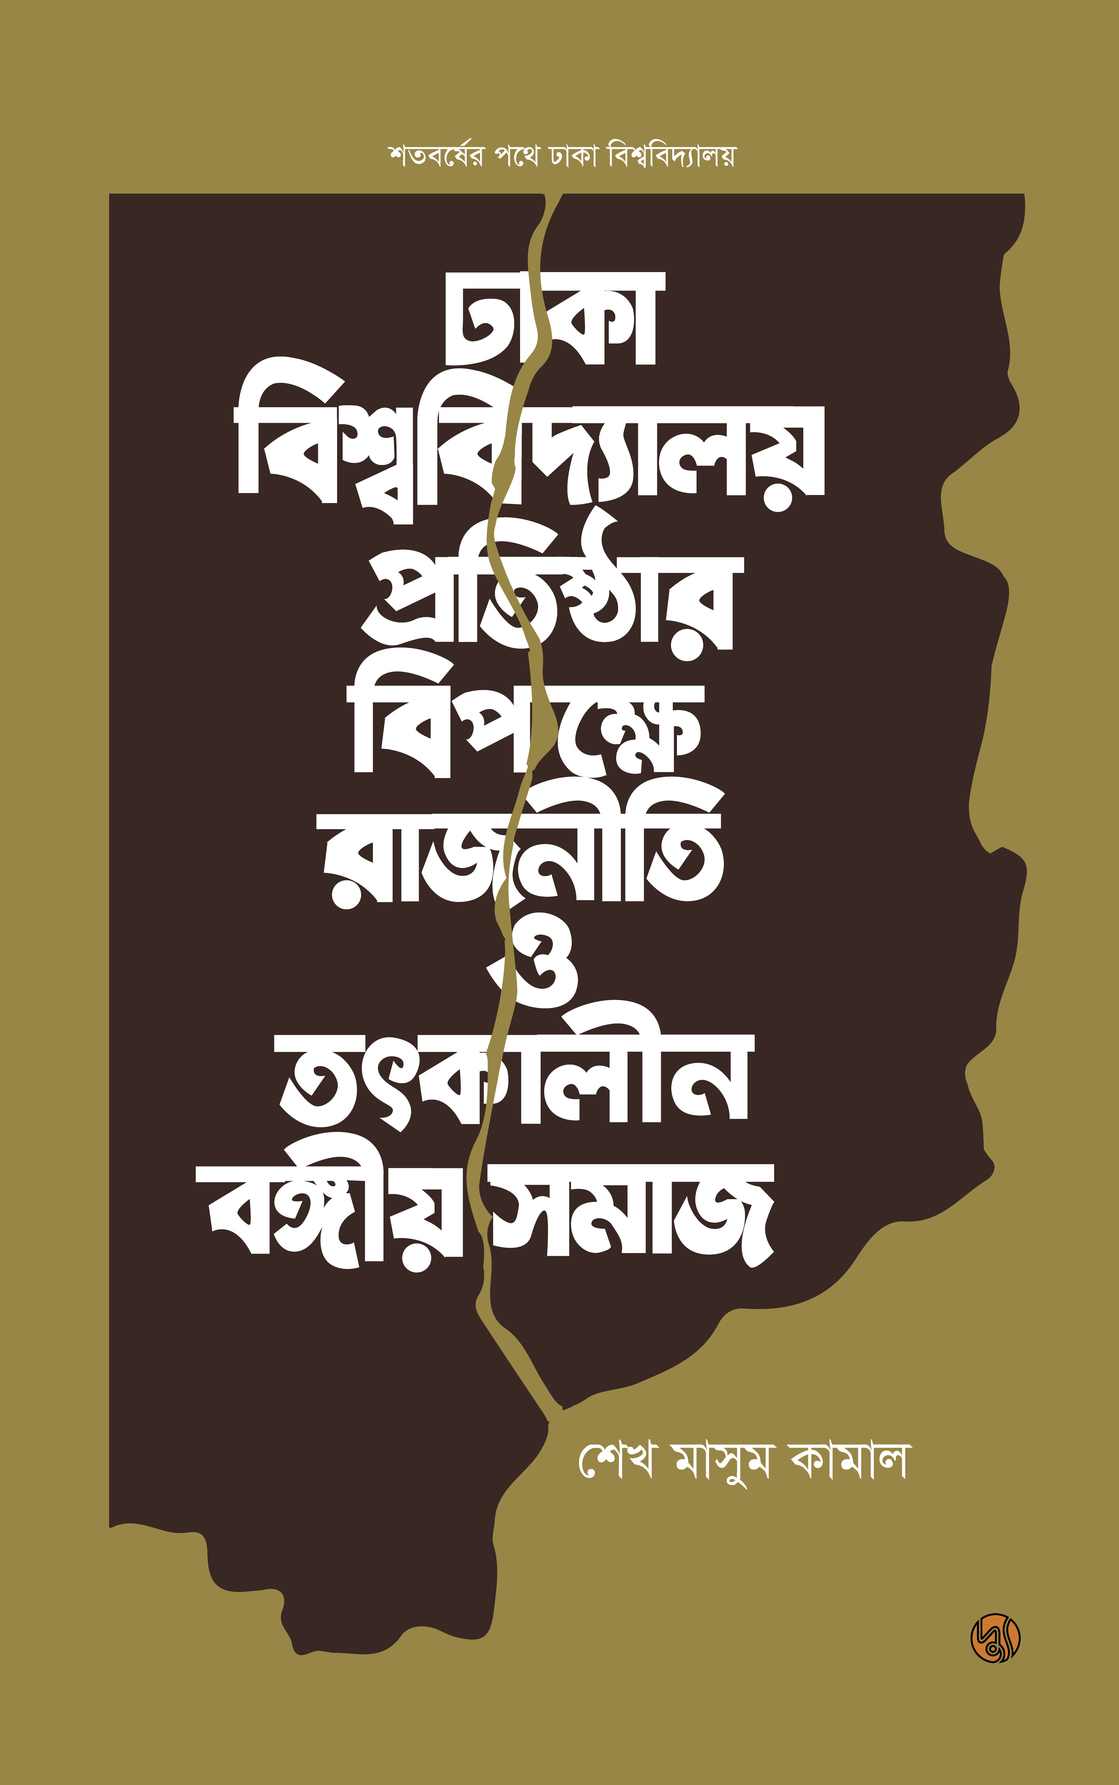 শতবর্ষের পথে ঢাকা বিশ্ববিদ্যালয়
ঢাকা
বিশ্ববিদ্যালয়
প্রতিষ্ঠার
বিপক্ষে
রাজনীতি
ও
তৎকালীন
বঙ্গীয় সমাজ
শেখ মাসুম কামাল